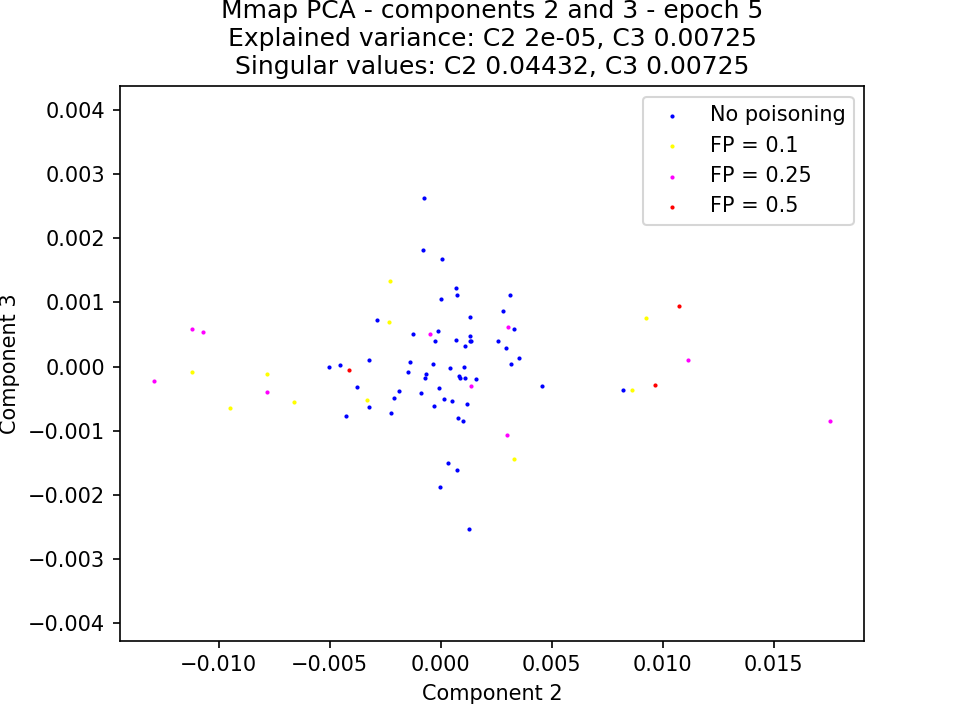 Mmap PCA - components 2 and 3 - epoch 5
Explained variance: C2 2e-05, C3 0.00725
Singular values: C2 0.04432, C3 0.00725
No poisoning
FP = 0.1
FP = 0.25
FP = 0.5
Component 3
0.004
0.003
0.002
0.001
0.000
−0.001
−0.002
−0.003
−0.004
−0.010
−0.005
0.000
0.005
0.010
0.015
Component 2